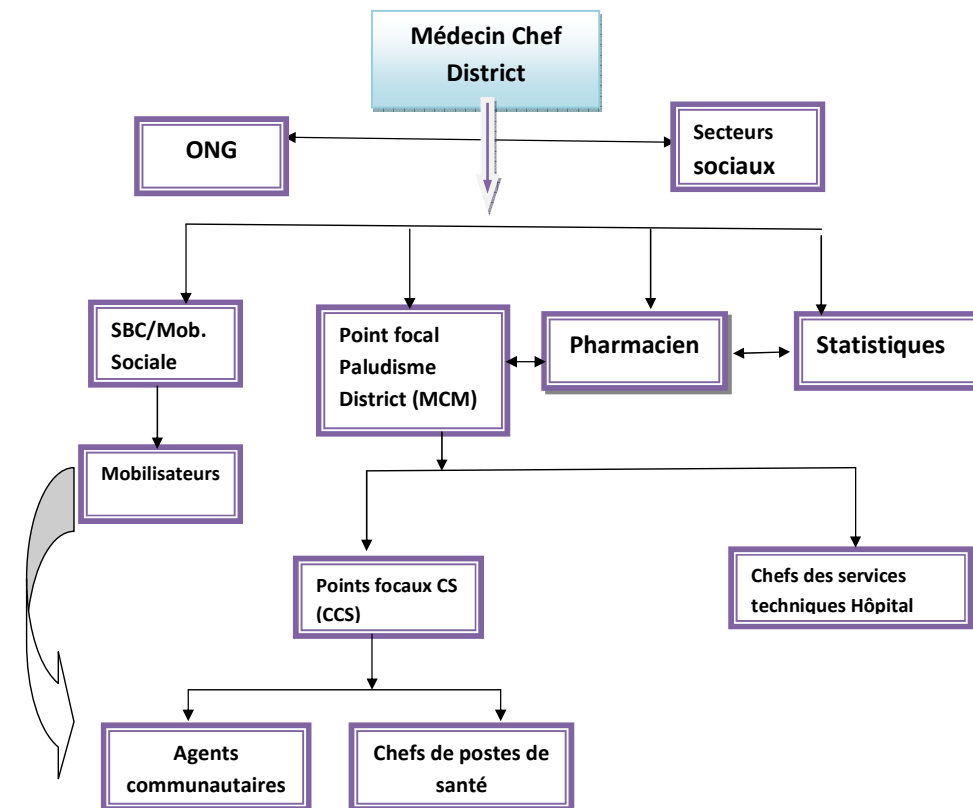 Médecin Chef
District
ONG
Secteurs
sociaux
SBC/Mob.
Sociale
Point focal
Paludisme
District (MCM)
Pharmacien
Statistiques
Mobilisateurs
Points focaux CS
(CCS)
Chefs des services
techniques Hôpital
Agents
communautaires
Chefs de postes de
santé